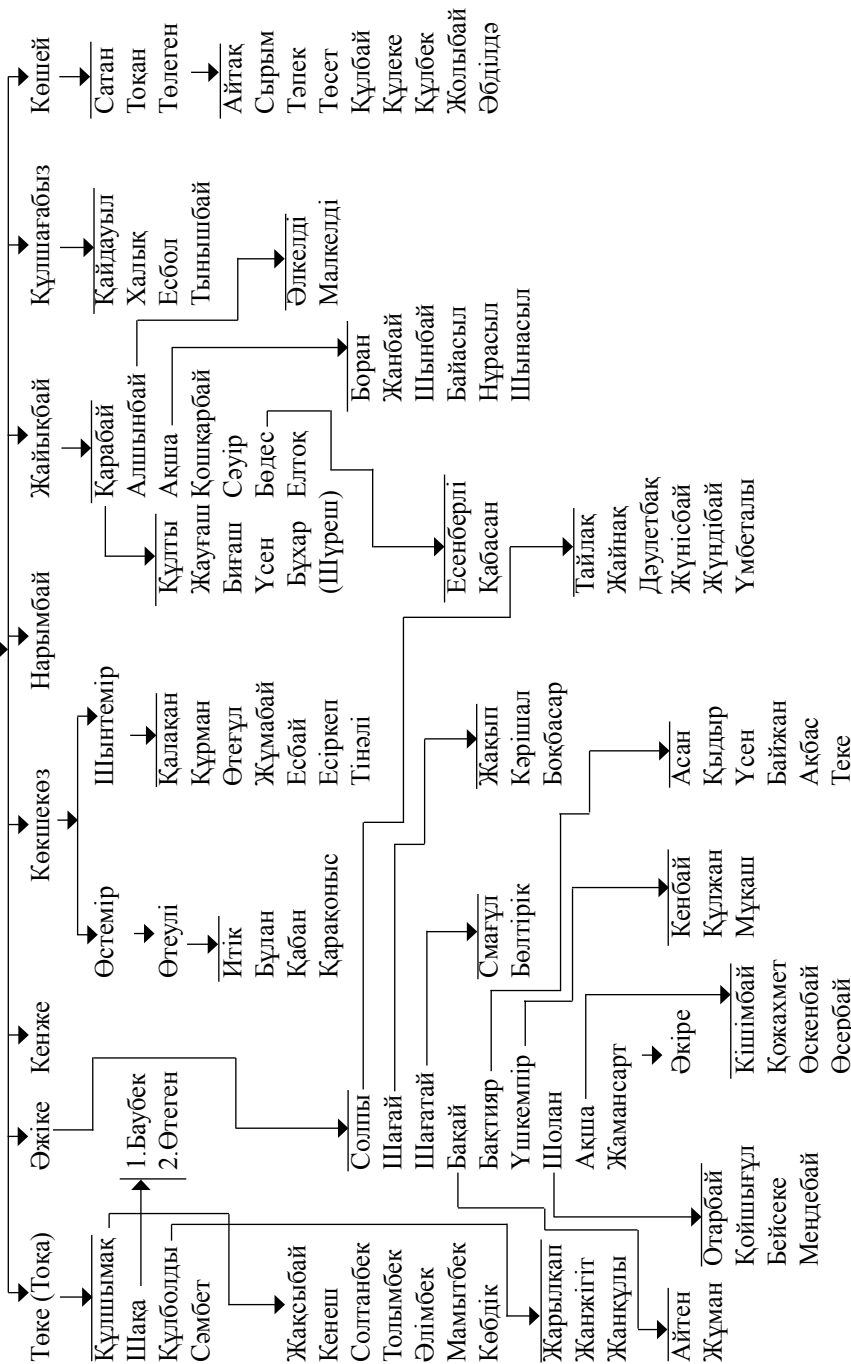 Төке (Тока)
Әжіке
Кенже
Көкшекөз
Нарымбай
Жайықбай
Құлшағабыз
Көшей
Құлшымақ
Шақа
Құлболды
Сәмбет
1.Баубек
2.Өтеген
Жақсыбай
Кенеш
Солтанбек
Толымбек
Әлімбек
Мамытбек
Көбдік
Жарылқап
Жанжігіт
Жанқұлы
Солпы
Шағай
Шағатай
Бақай
Бақтияр
Үшкемпір
Шолан
Ақша
Жамансарт
Әкіре
Айтен
Жұман
Отарбай
Қойшығұл
Бейсеке
Мендебай
Кішімбай
Қожахмет
Өскенбай
Өсербай
Кенбай
Құлжан
Мұқаш
Асан
Қыдыр
Үсен
Байжан
Ақбас
Теке
Смағұл
Бөлтірік
Жақып
Кәрішал
Боқбасар
Тайлақ
Жайнақ
Дәулетбақ
Жүнісбай
Жүндібай
Үмбеталы
Өстемір
Өтеулі
Итік
Бұлан
Қабан
Қарақоныс
Шынтемір
Қалақан
Құрман
Өтеғұл
Жұмабай
Есбай
Есіркеп
Тінәлі
Қарабай
Алшынбай
Ақша
Қошқарбай
Сәуір
Бөдес
Елтоқ
Құлты
Жауғаш
Биғаш
Үсен
Бұхар
(Шүреш)
Есенберлі
Қабасан
Боран
Жанбай
Шынбай
Байасыл
Нұрасыл
Шынасыл
Әлкелді
Малкелді
Қайдауыл
Халық
Есбол
Тынышбай
Сатан
Тоқан
Төлеген
Айтақ
Сырым
Тәпек
Төсет
Құлбай
Құлеке
Құлбек
Жолыбай
Әбділдә